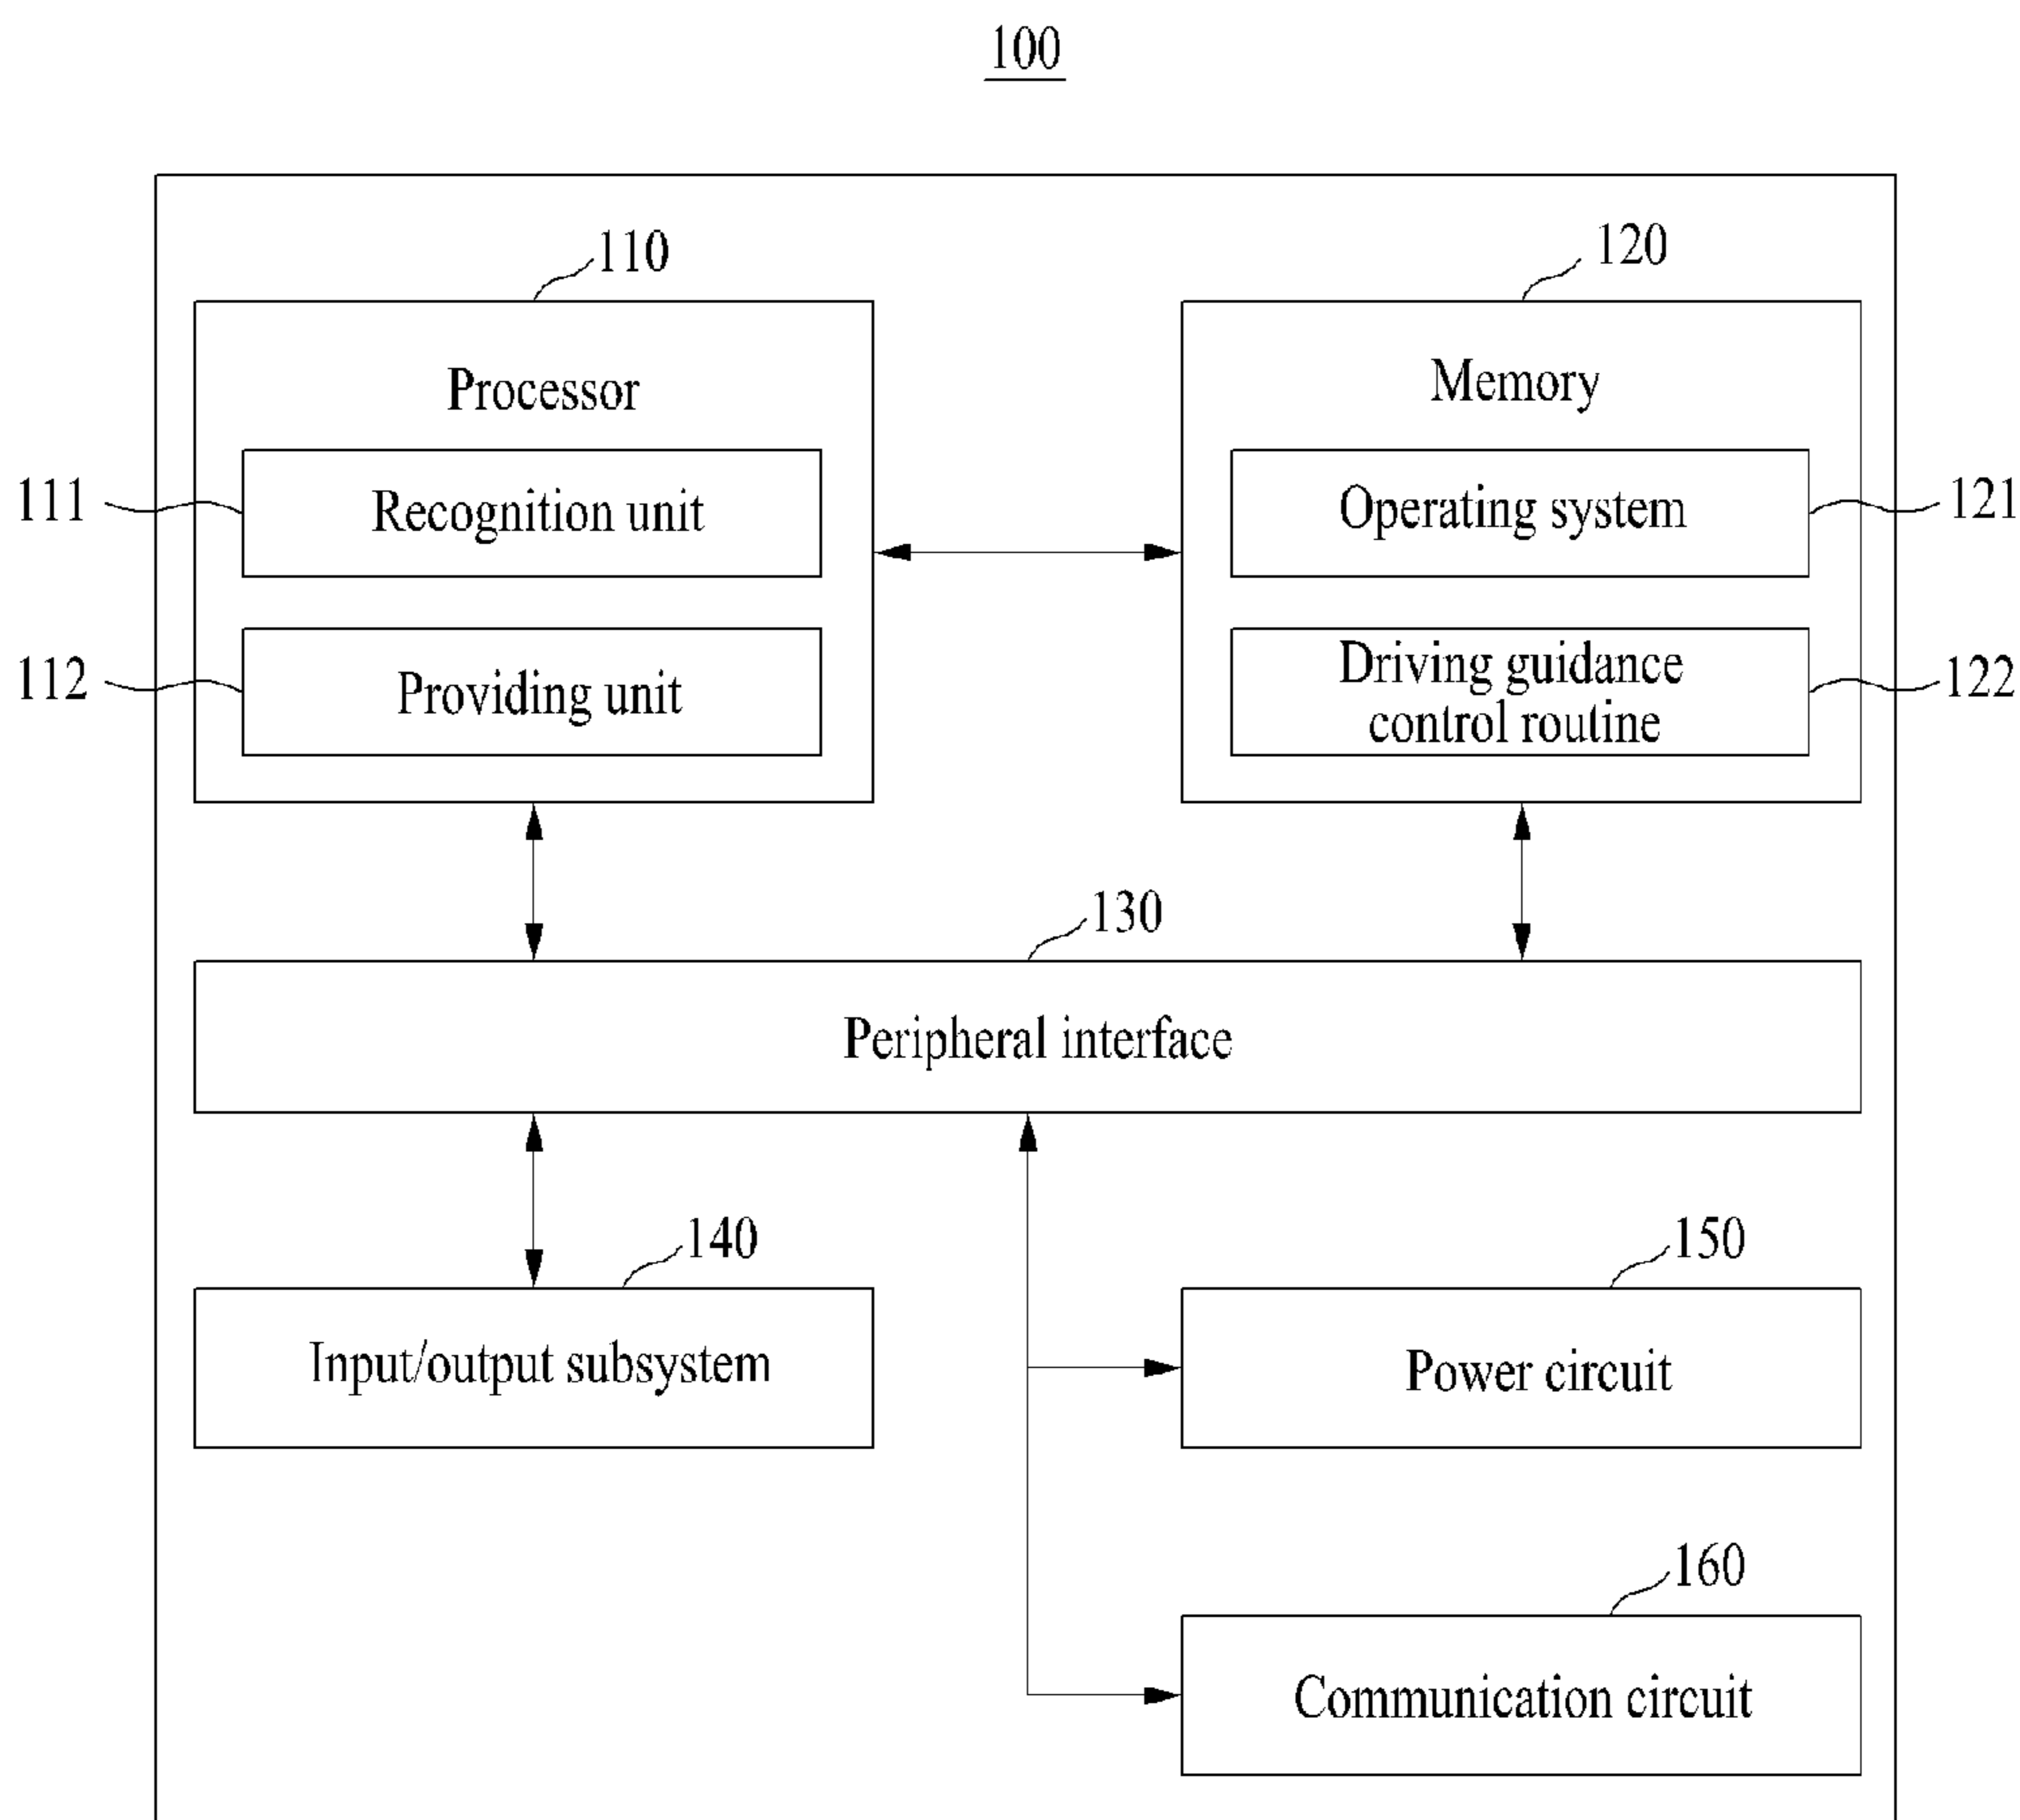 100
110
120
Processor
Memory
111
Recognition unit
Operating system
121
112
Providing unit
Driving guidance
control routine
122
130
Peripheral interface
140
150
Input/output subsystem
Power circuit
160
Communication circuit